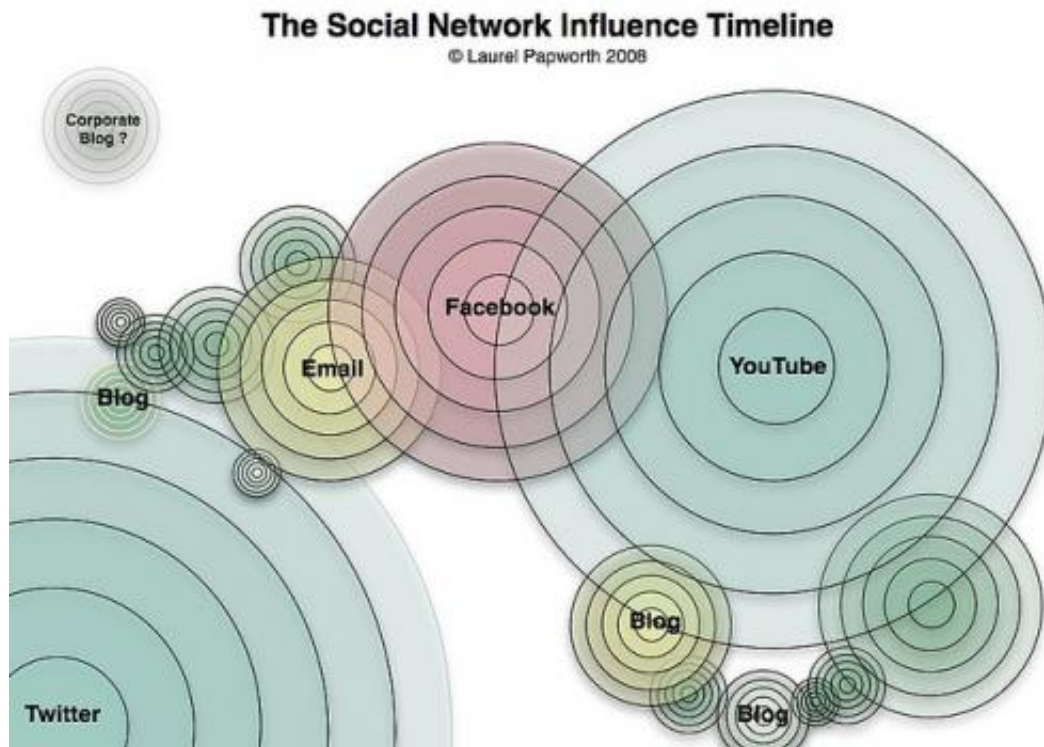 The Social Network Influence Timeline
© Laurel Papworth 2008
Corporate
Blog ?
Facebook
Email
YouTube
Blog
Blog
Twitter
Blog